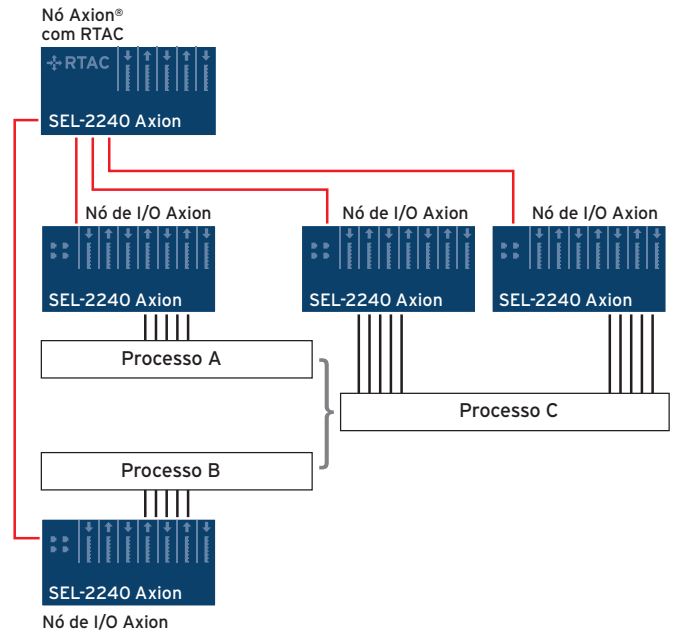 Nó Axion®
com RTAC
RTAC
SEL-2240 Axion
Nó de I/O Axion
Nó de I/O Axion
Nó de I/O Axion
SEL-2240 Axion
SEL-2240 Axion
SEL-2240 Axion
Processo A
Processo C
Processo B
SEL-2240 Axion
Nó de I/O Axion